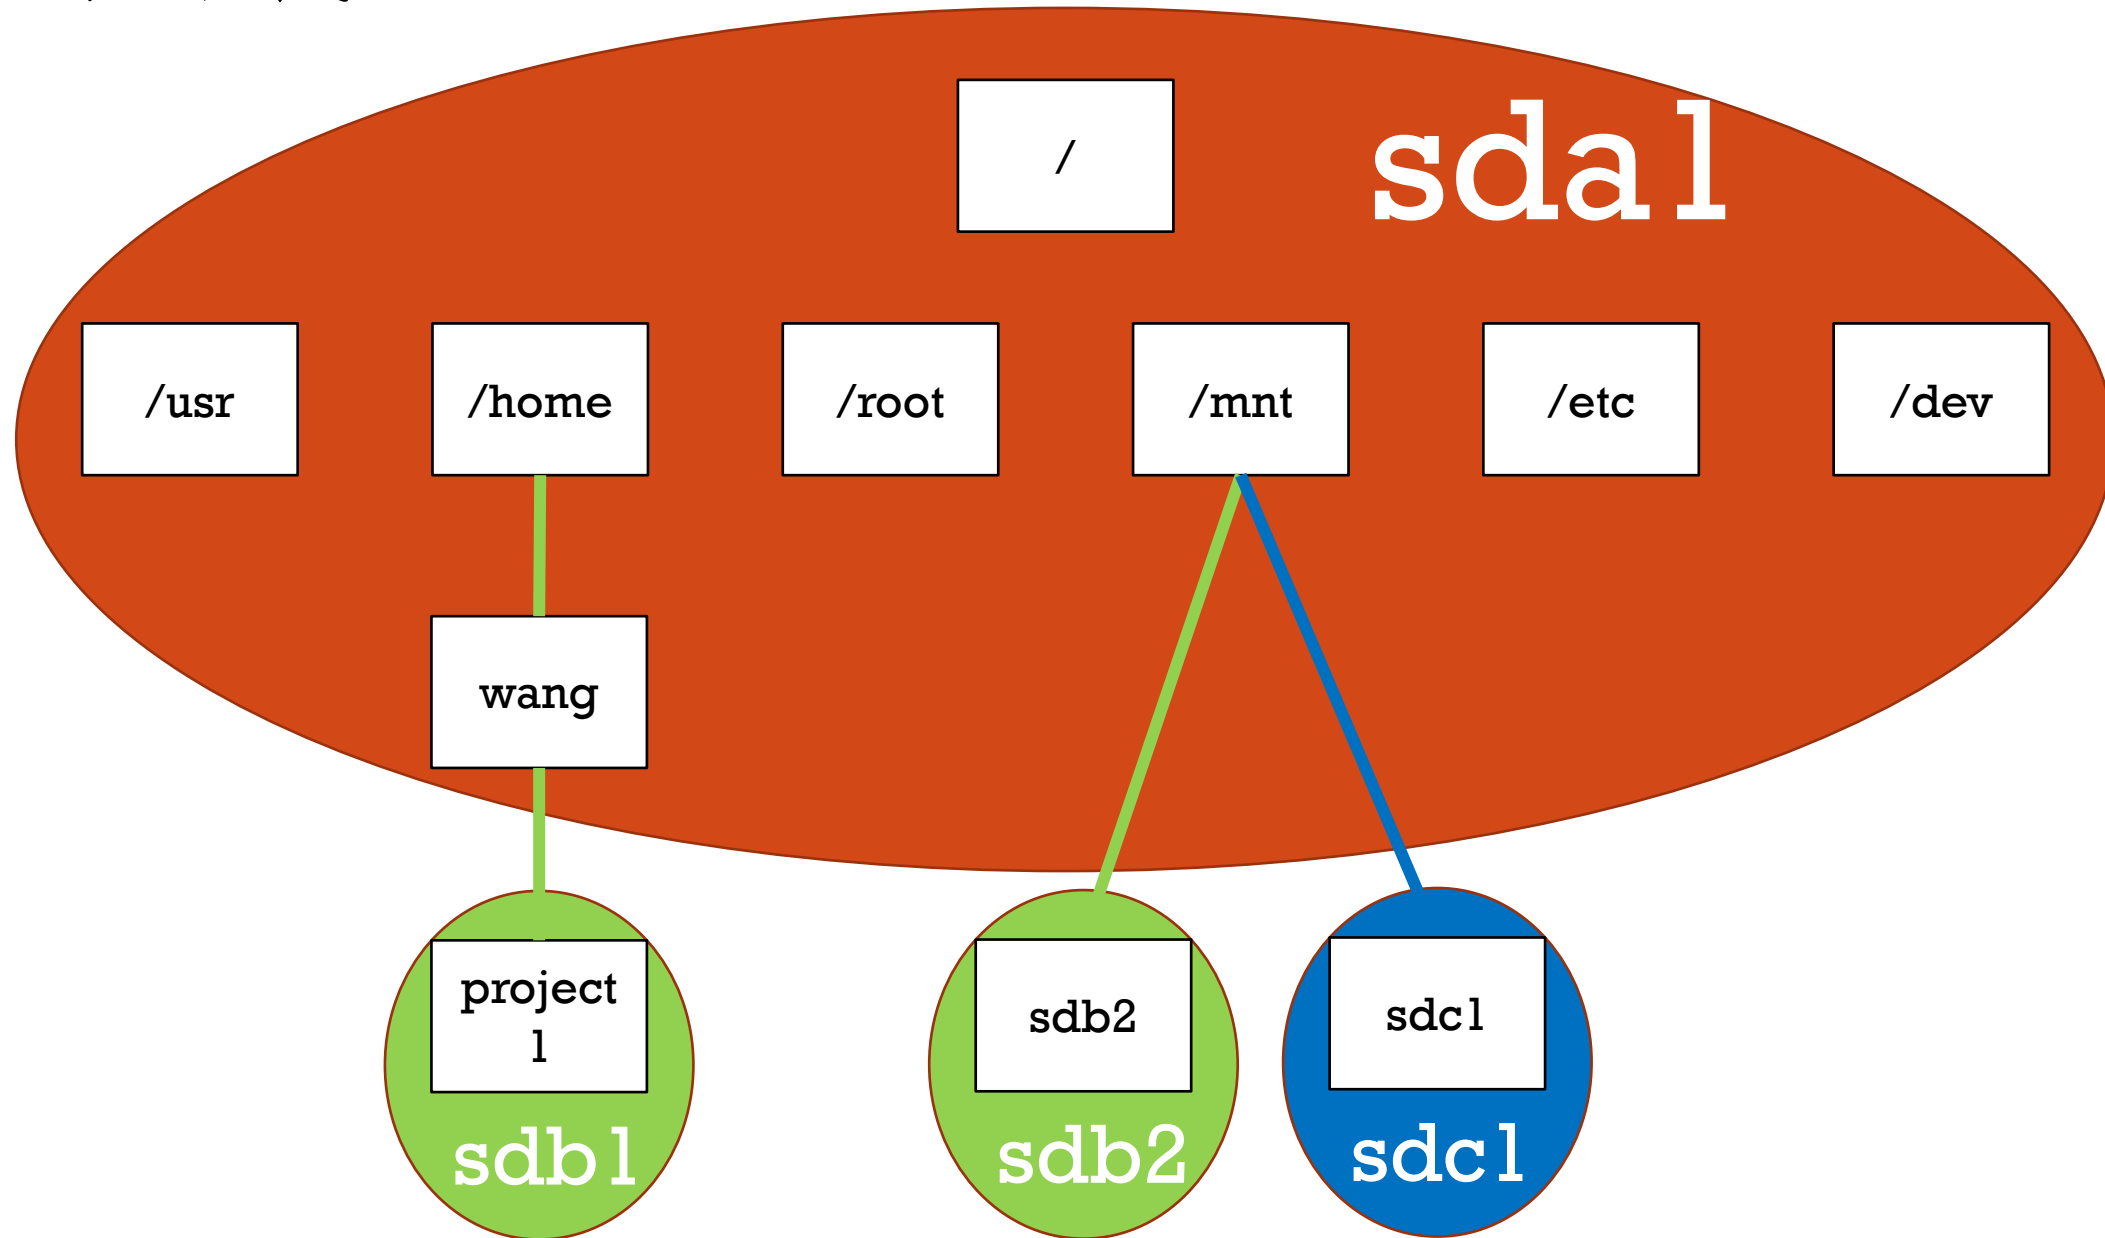 /
sda1
/usr
/home
/root
/mnt
/etc
/dev
wang
project
1
sdb2
sdc1
sdb1
sdb2
sdc1